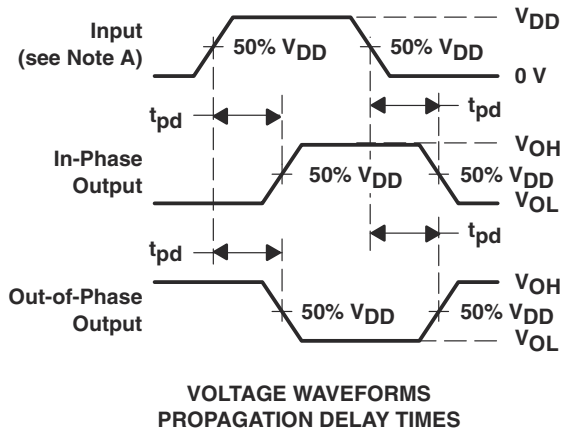 Input
(see Note A)
50% VDD
50% VDD
VDD
0 V
tpd
tpd
In-Phase
Output
50% VDD
VOH
50% VDD
VOL
tpd
tpd
Out-of-Phase
Output
50% VDD
VOH
50% VDD
VOL
VOLTAGE WAVEFORMS
PROPAGATION DELAY TIMES